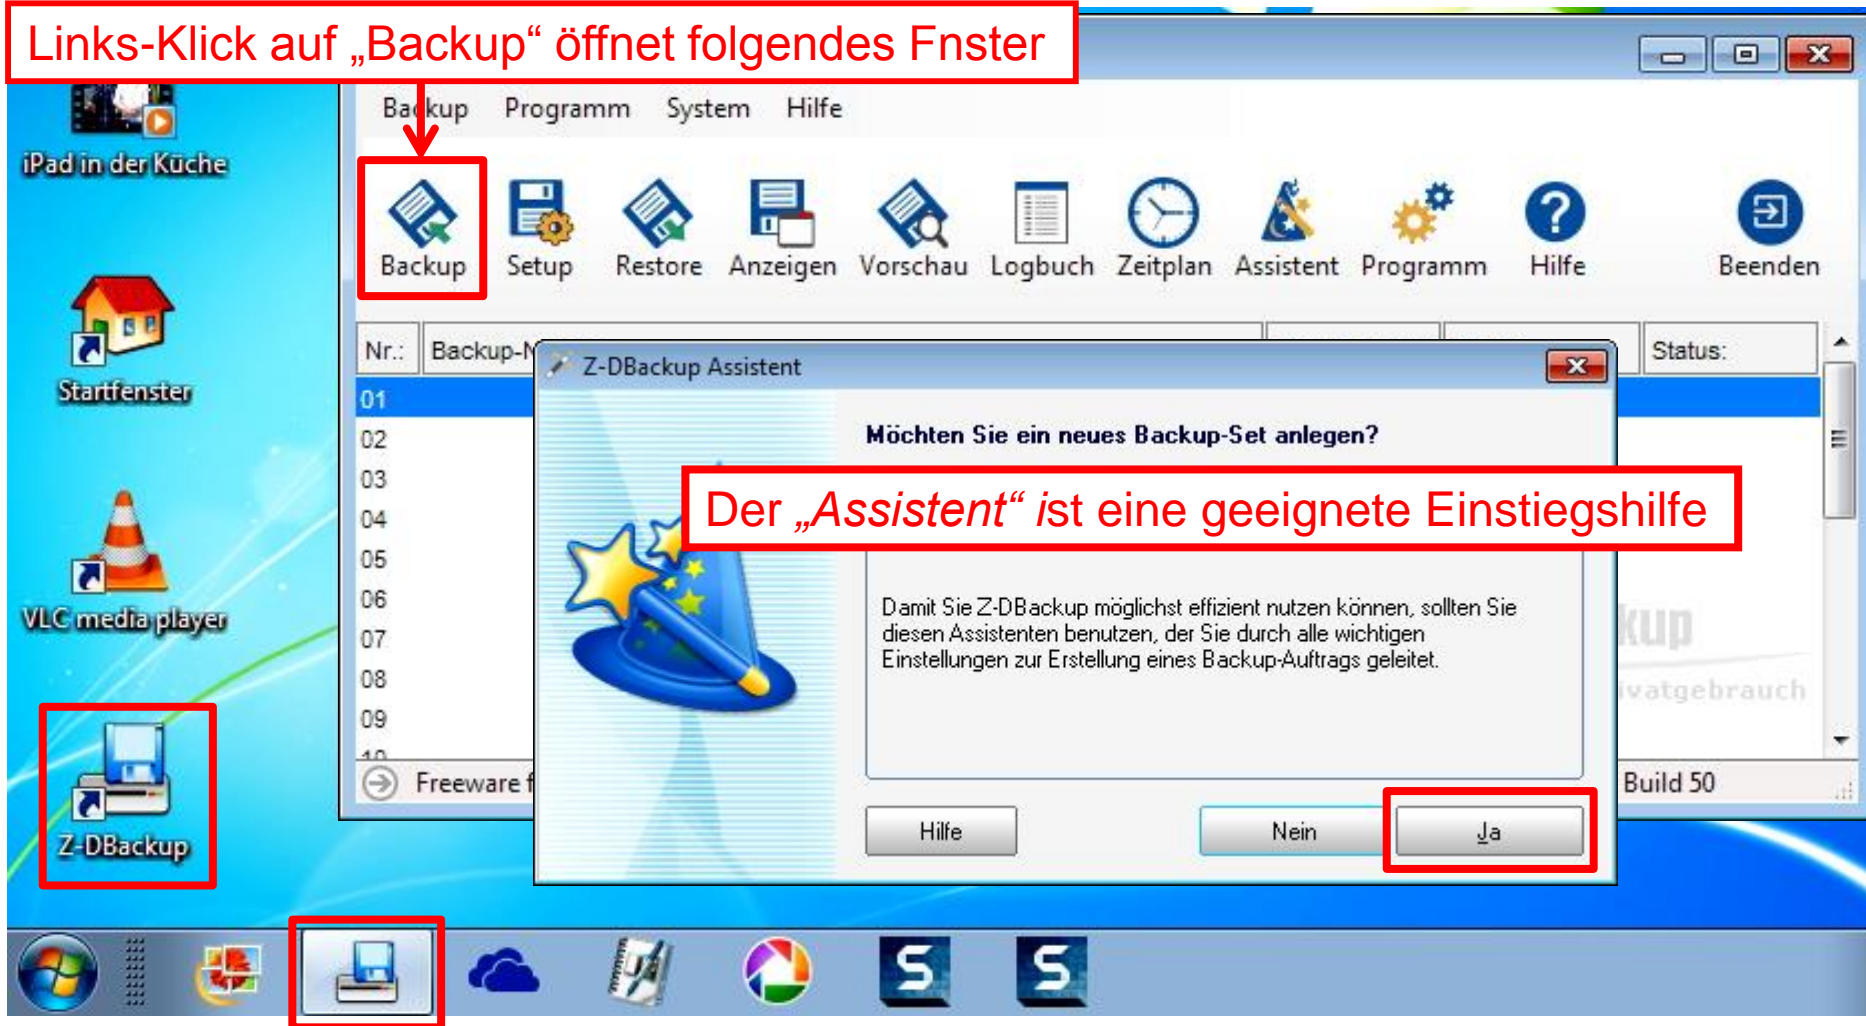 Links-Klick auf „Backup“ öffnet folgendes Fnster
Backup Programm System Hilfe
iPad in der Küche
Backup Setup Restore Anzeigen Vorschau Logbuch Zeitplan Assistent Programm Hilfe Beenden
Startfenster
Nr.: Backup-N Status:
Z-DBackup Assistent
01
Möchten Sie ein neues Backup-Set anlegen?
02
03
Der „Assistent“ ist eine geeignete Einstiegshilfe
04
05
06
Damit Sie Z-DBackup möglichst effizient nutzen können, sollten Sie
diesen Assistenten benutzen, der Sie durch alle wichtigen
Einstellungen zur Erstellung eines Backup-Auftrags geleitet.
kup
VLC media player
07
08
ivatgebrauch
09
10
Freeware f
Build 50
Hilfe Nein Ja
Z-DBackup
S S